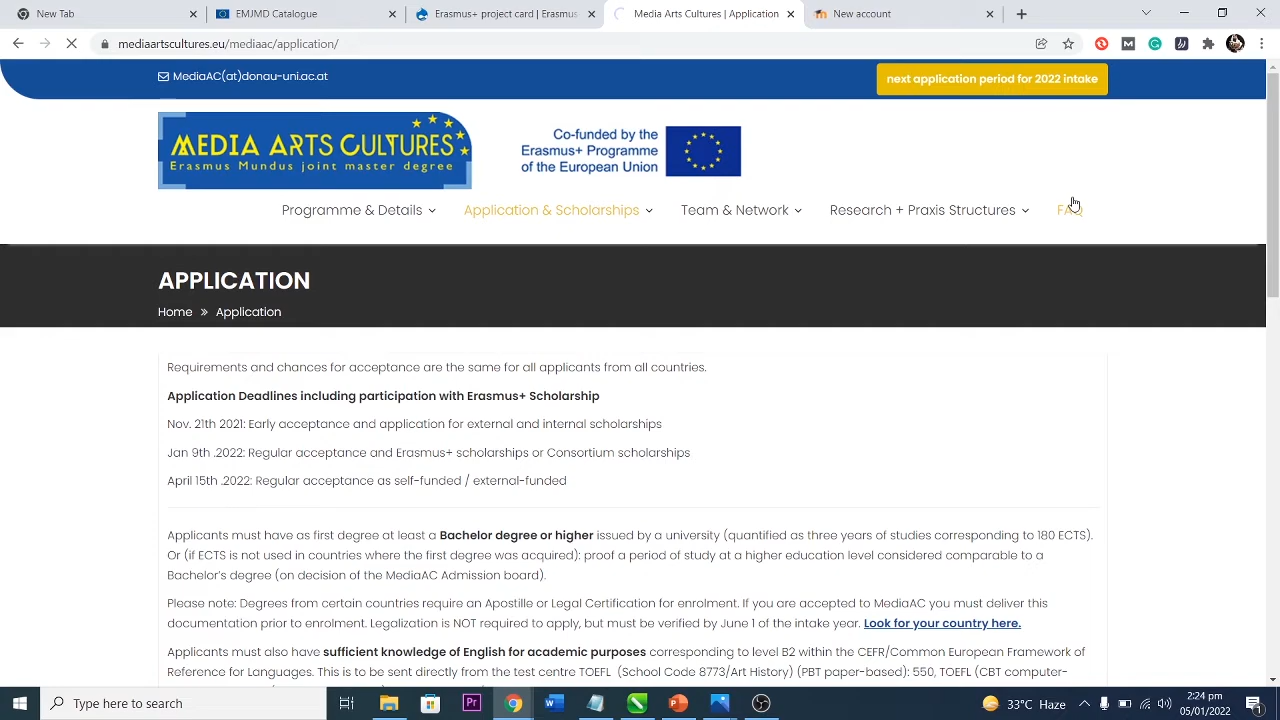 New Tab
EMJMD Catalogue
Erasmus+ project card | Erasmus
Media Arts Cultures | Application
New account
mediaartscultures.eu/mediaac/application/
MediaAC(at)donau-uni.ac.at
next application period for 2022 intake
MEDIA ARTS CULTURES
Erasmus Mundus joint master degree
Co-funded by the
Erasmus+ Programme
of the European Union
Programme & Details
Application & Scholarships
Team & Network
Research + Praxis Structures
FAQ
APPLICATION
Home » Application
Requirements and chances for acceptance are the same for all applicants from all countries.
Application Deadlines including participation with Erasmus+ Scholarship
Nov. 21th 2021: Early acceptance and application for external and internal scholarships
Jan 9th .2022: Regular acceptance and Erasmus+ scholarships or Consortium scholarships
April 15th .2022: Regular acceptance as self-funded / external-funded
Applicants must have as first degree at least a Bachelor degree or higher issued by a university (quantified as three years of studies corresponding to 180 ECTS).
Or (if ECTS is not used in countries where the first degree was acquired): proof a period of study at a higher education level considered comparable to a
Bachelor's degree (on decision of the MediaAC Admission board).
Please note: Degrees from certain countries require an Apostille or Legal Certification for enrolment. If you are accepted to MediaAC you must deliver this
documentation prior to enrolment. Legalization is NOT required to apply, but must be verified by June 1 of the intake year. Look for your country here.
Applicants must also have sufficient knowledge of English for academic purposes corresponding to level B2 within the CEFR/Common European Framework of
Reference for Languages. This is to be sent directly from the test centre TOEFL (School Code 8773/Art History) (PBT paper-based): 550, TOEFL (CBT computer-
Type here to search
33°C Haze
2:24 pm
05/01/2022